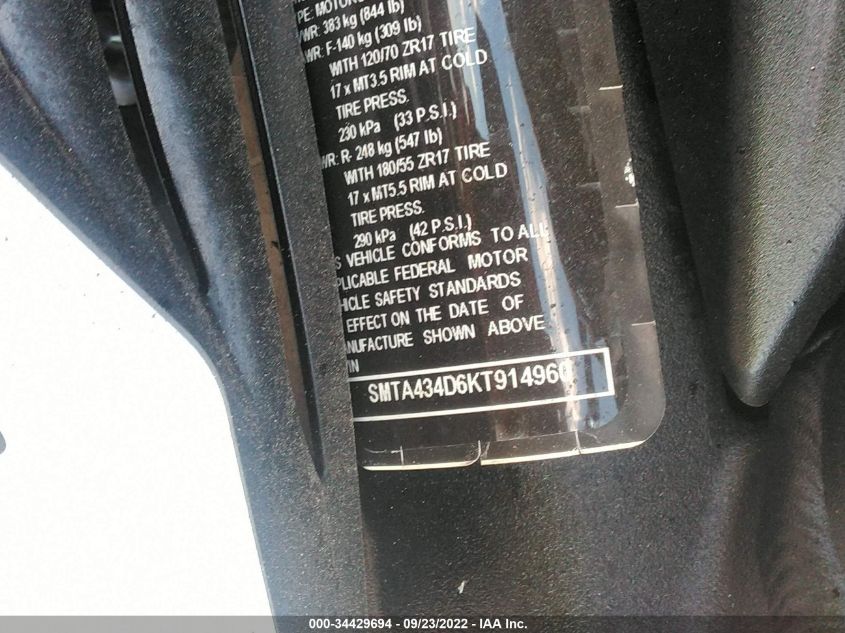 PE: MOTORC
WR: 383 kg (844 lb)
WR: F-140 kg (309 lb)
WITH 120/70 ZR17 TIRE
17 x MT3.5 RIM AT COLD
TIRE PRESS.
230 kPa (33 P.S.I.)
WR: R- 248 kg (547 lb)
WITH 180/55 ZR17 TIRE
17 x MT5.5 RIM AT COLD
TIRE PRESS.
290 kPa (42 P.S.I.)
S VEHICLE CONFORMS TO ALL
PLICABLE FEDERAL MOTOR
HICLE SAFETY STANDARDS
EFFECT ON THE DATE OF
NUFACTURE SHOWN ABOVE
IN
SMTA434D6KT914960
000-34429694 - 09/23/2022 - IAA Inc.